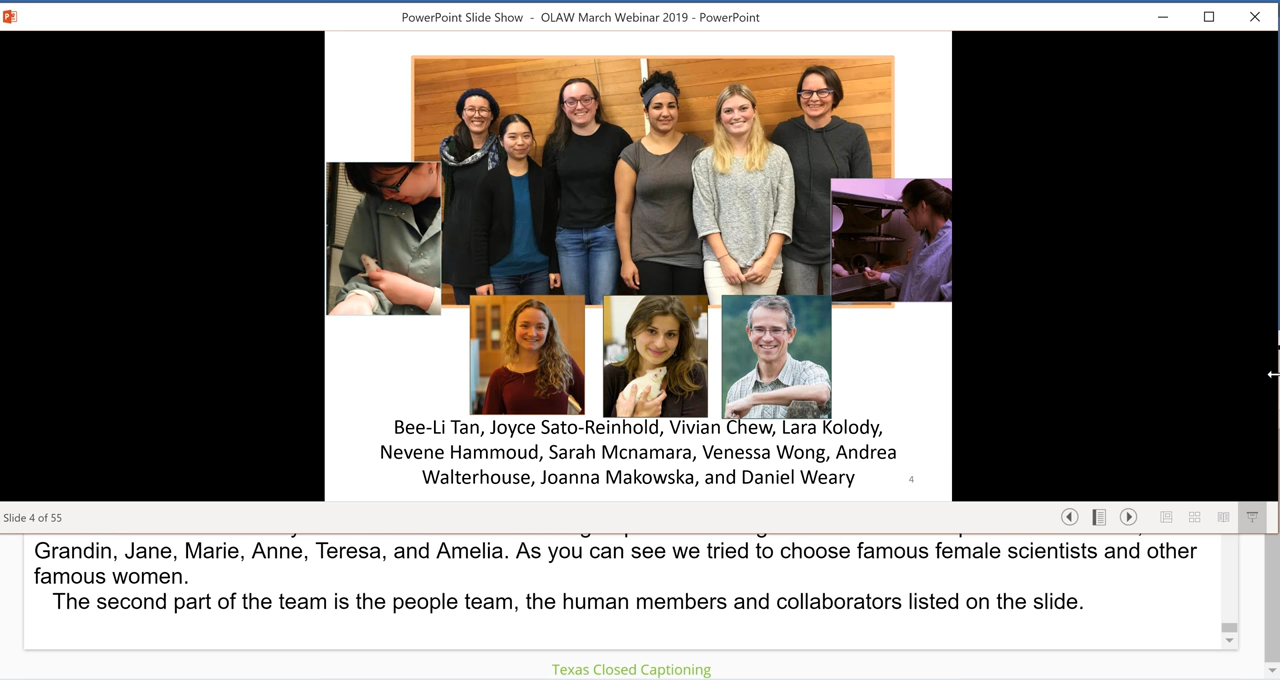 PowerPoint Slide Show - OLAW March Webinar 2019 - PowerPoint
Bee-Li Tan, Joyce Sato-Reinhold, Vivian Chew, Lara Kolody,
Nevene Hammoud, Sarah Mcnamara, Venessa Wong, Andrea
Walterhouse, Joanna Makowska, and Daniel Weary
4
Slide 4 of 55
Grandin, Jane, Marie, Anne, Teresa, and Amelia. As you can see we tried to choose famous female scientists and other
famous women.
The second part of the team is the people team, the human members and collaborators listed on the slide.
Texas Closed Captioning